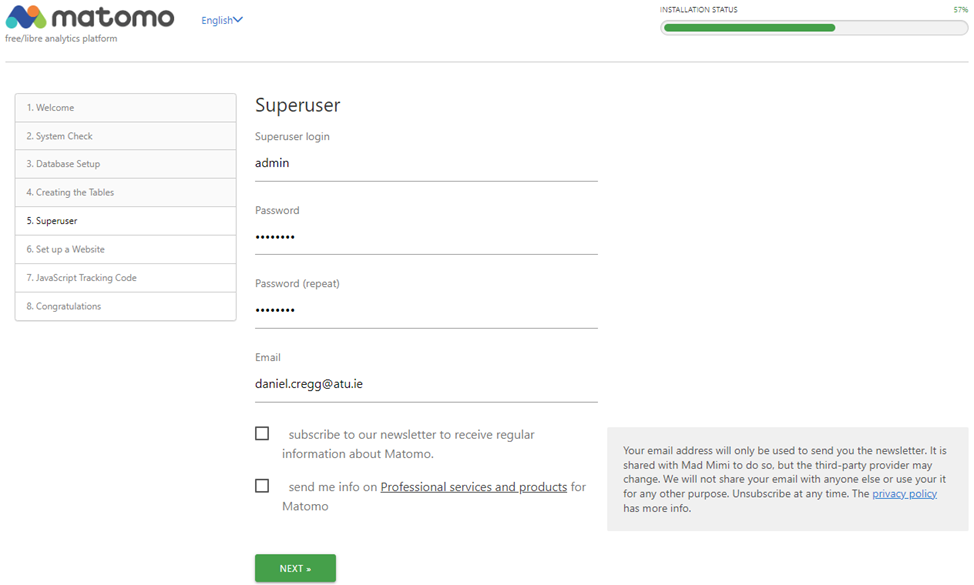 matomo
free/libre analytics platform
English
INSTALLATION STATUS
57%
1. Welcome
2. System Check
3. Database Setup
4. Creating the Tables
5. Superuser
6. Set up a Website
7. JavaScript Tracking Code
8. Congratulations
Superuser
Superuser login
admin
Password
••••••••
Password (repeat)
••••••••
Email
daniel.cregg@atu.ie
subscribe to our newsletter to receive regular
information about Matomo.
send me info on Professional services and products for
Matomo
Your email address will only be used to send you the newsletter. It is
shared with Mad Mimi to do so, but the third-party provider may
change. We will not share your email with anyone else or use your it
for any other purpose. Unsubscribe at any time. The privacy policy
has more info.
NEXT »